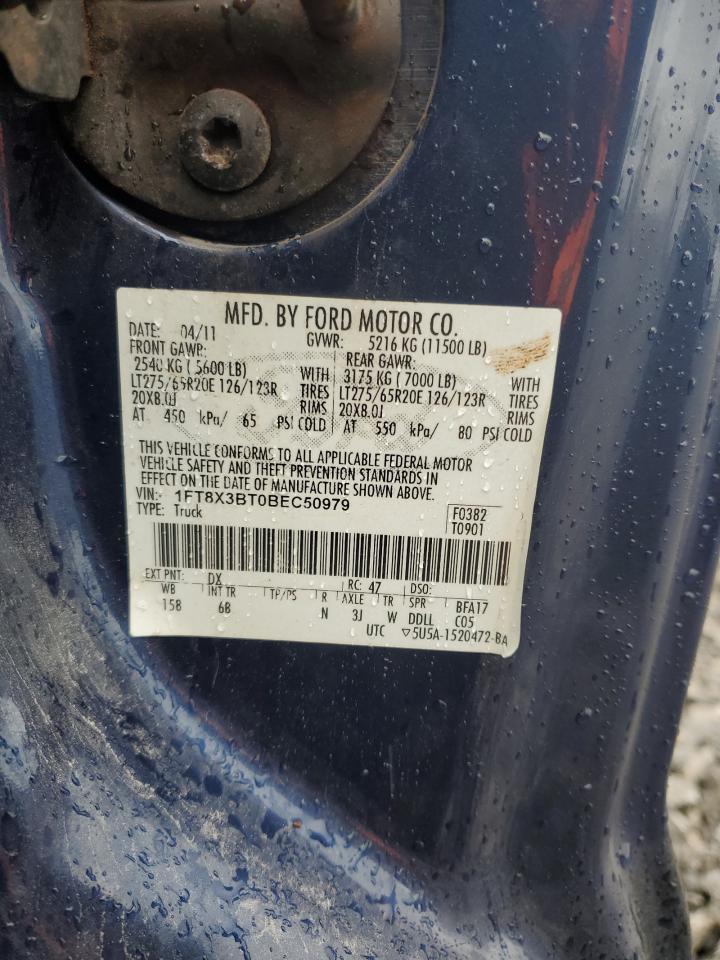 MFD. BY FORD MOTOR CO.
DATE: 04/11 GVWR: 5216 KG (11500 LB)
FRONT GAWR: REAR GAWR:
2540 KG ( 5600 LB) WITH 3175 KG ( 7000 LB) WITH
LT275/65R20E 126/123R TIRES LT275/65R20E 126/123R TIRES
20X8.0J RIMS 20X8.0J RIMS
AT 450 kPa/ 65 PSI COLD AT 550 kPa/ 80 PSI COLD
THIS VEHICLE CONFORMS TO ALL APPLICABLE FEDERAL MOTOR
VEHICLE SAFETY AND THEFT PREVENTION STANDARDS IN
EFFECT ON THE DATE OF MANUFACTURE SHOWN ABOVE.
VIN: 1FT8X3BT0BEC50979
TYPE: Truck
F0382
T0901
EXT PNT: DX RC: 47 DSO:
WB INT TR TP/PS R AXLE TR SPR BFA17
158 6B N 3J W DDLL C05
UTC ▽5U5A-1520472-BA